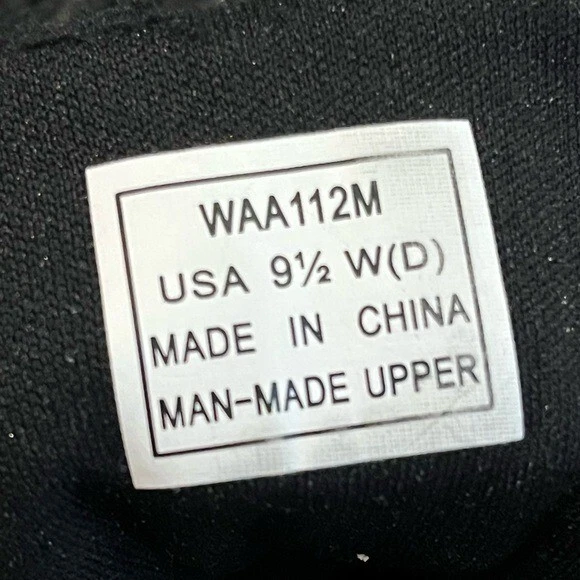 WAA112M
USA 9½ W(D)
MADE IN CHINA
MAN-MADE UPPER